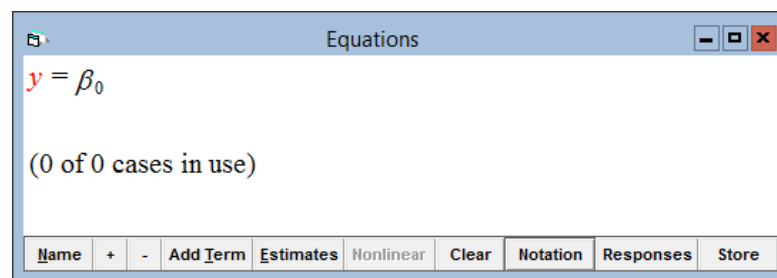 Equations
y = β₀
(0 of 0 cases in use)
Name + - Add Term Estimates Nonlinear Clear Notation Responses Store